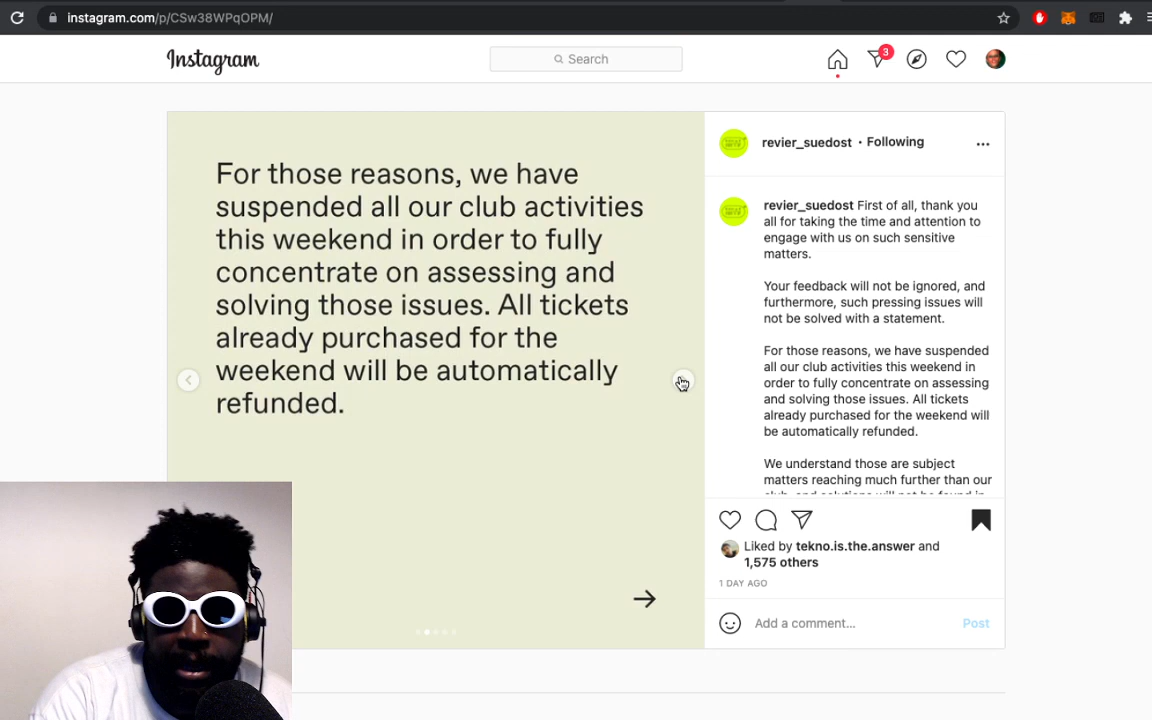 instagram.com/p/CSw38WPqOPM/
Instagram
Search
3
For those reasons, we have
suspended all our club activities
this weekend in order to fully
concentrate on assessing and
solving those issues. All tickets
already purchased for the
weekend will be automatically
refunded.
revier_suedost • Following
revier_suedost First of all, thank you
all for taking the time and attention to
engage with us on such sensitive
matters.
Your feedback will not be ignored, and
furthermore, such pressing issues will
not be solved with a statement.
For those reasons, we have suspended
all our club activities this weekend in
order to fully concentrate on assessing
and solving those issues. All tickets
already purchased for the weekend will
be automatically refunded.
We understand those are subject
matters reaching much further than our
Liked by tekno.is.the.answer and
1,575 others
1 DAY AGO
Add a comment...
Post